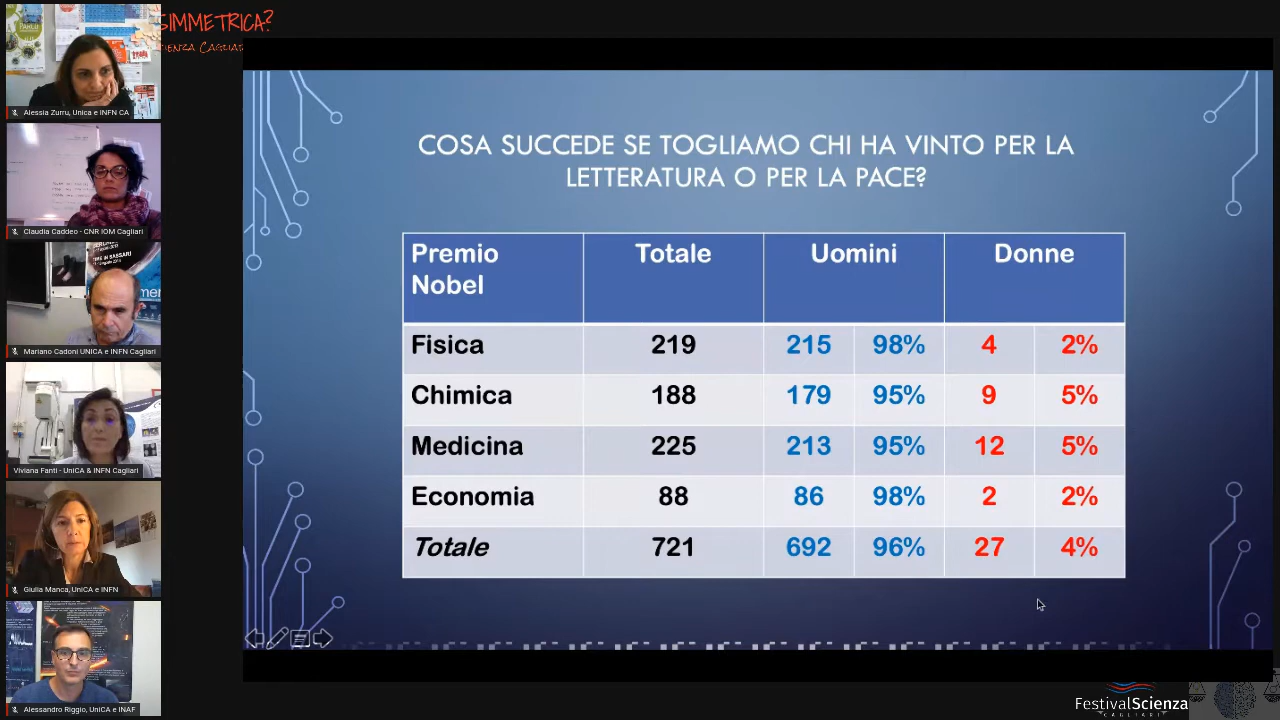 SIMMETRICA?
IENZA CAGLIAR
Alessia Zurru, Unica e INFN CA
Claudia Caddeo - CNR IOM Cagliari
Mariano Cadoni UNICA e INFN Cagliari
Viviana Fanti - UniCA & INFN Cagliari
Giulia Manca, UniCA e INFN
Alessandro Riggio, UniCA e INAF
COSA SUCCEDE SE TOGLIAMO CHI HA VINTO PER LA
LETTERATURA O PER LA PACE?
Premio Nobel Totale Uomini Donne
Fisica 219 215 98% 4 2%
Chimica 188 179 95% 9 5%
Medicina 225 213 95% 12 5%
Economia 88 86 98% 2 2%
Totale 721 692 96% 27 4%
FestivalScienza
CAGLIARI